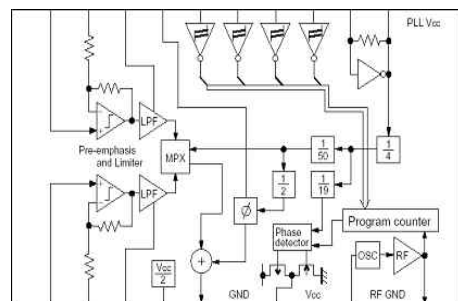 PLL Vcc
LPF
Pre-emphasis
and Limiter
MPX
1
50
1
4
1
2
1
19
LPF
ϕ
Phase
detector
Program counter
+
Vcc
2
OSC
RF
GND
Vcc
RF GND